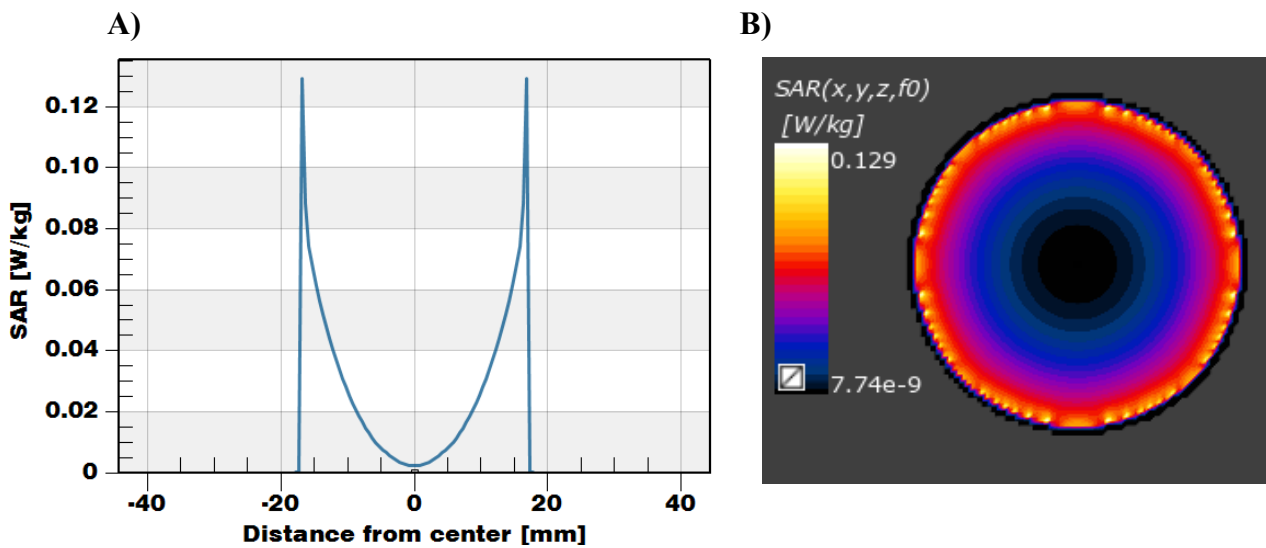 A)
B)
0.12
0.10
0.08
0.06
0.04
0.02
0
SAR [W/kg]
-40
-20
0
20
40
Distance from center [mm]
SAR(x,y,z,f0)
[W/kg]
0.129
7.74e-9